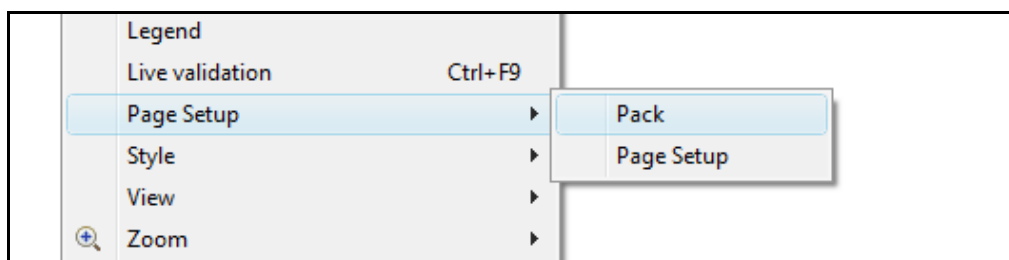 Legend
Live validation Ctrl+F9
Page Setup Pack
Style Page Setup
View
Zoom